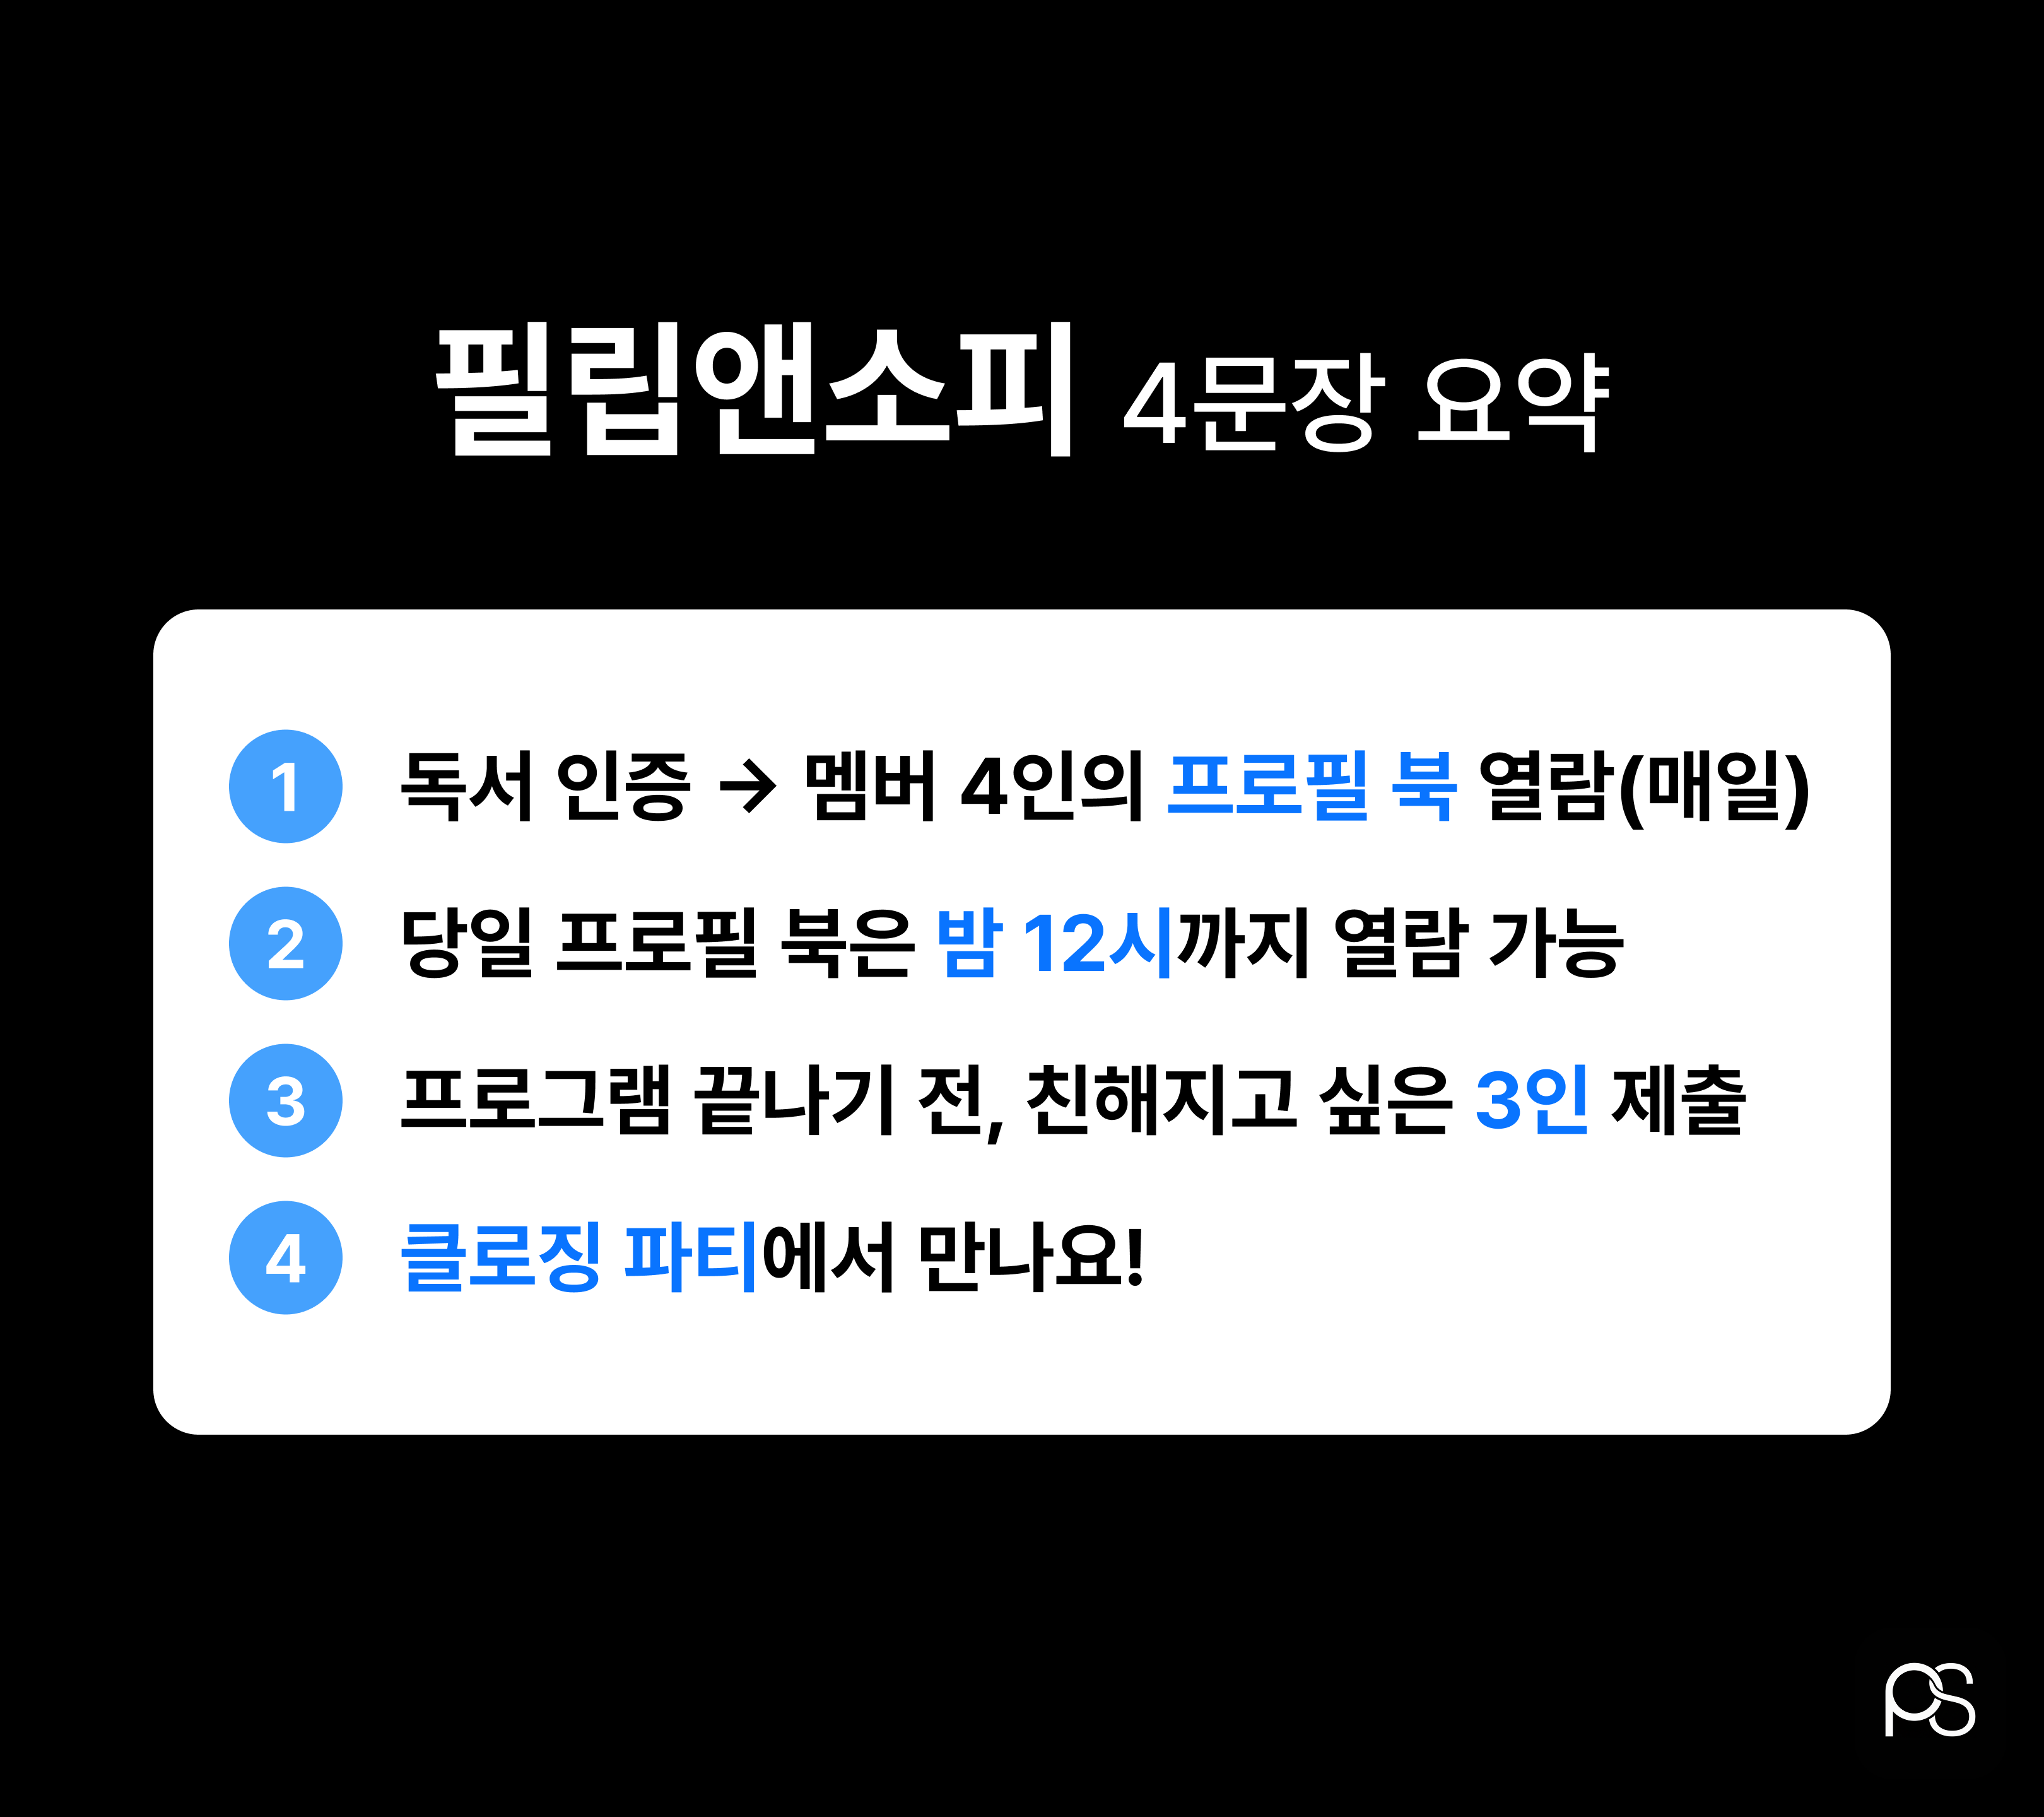 필립앤소피 4문장 요약
1 독서 인증 → 멤버 4인의 프로필 북 열람(매일)
2 당일 프로필 북은 밤 12시까지 열람 가능
3 프로그램 끝나기 전, 친해지고 싶은 3인 제출
4 클로징 파티에서 만나요!
PS